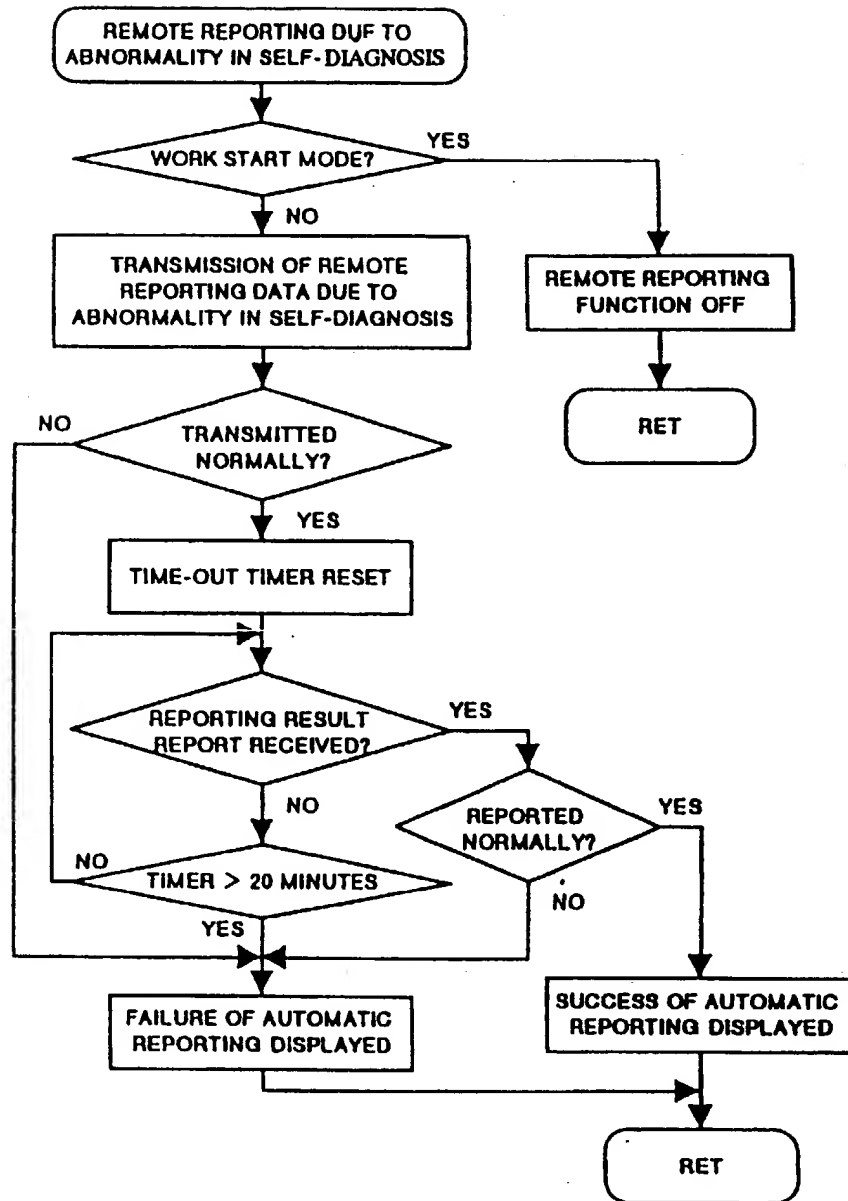 REMOTE REPORTING DUF TO
ABNORMALITY IN SELF-DIAGNOSIS
WORK START MODE?
YES
NO
TRANSMISSION OF REMOTE
REPORTING DATA DUE TO
ABNORMALITY IN SELF-DIAGNOSIS
REMOTE REPORTING
FUNCTION OFF
RET
NO
TRANSMITTED
NORMALLY?
YES
TIME-OUT TIMER RESET
REPORTING RESULT
REPORT RECEIVED?
YES
NO
REPORTED
NORMALLY?
YES
NO
TIMER > 20 MINUTES
NO
YES
FAILURE OF AUTOMATIC
REPORTING DISPLAYED
SUCCESS OF AUTOMATIC
REPORTING DISPLAYED
RET